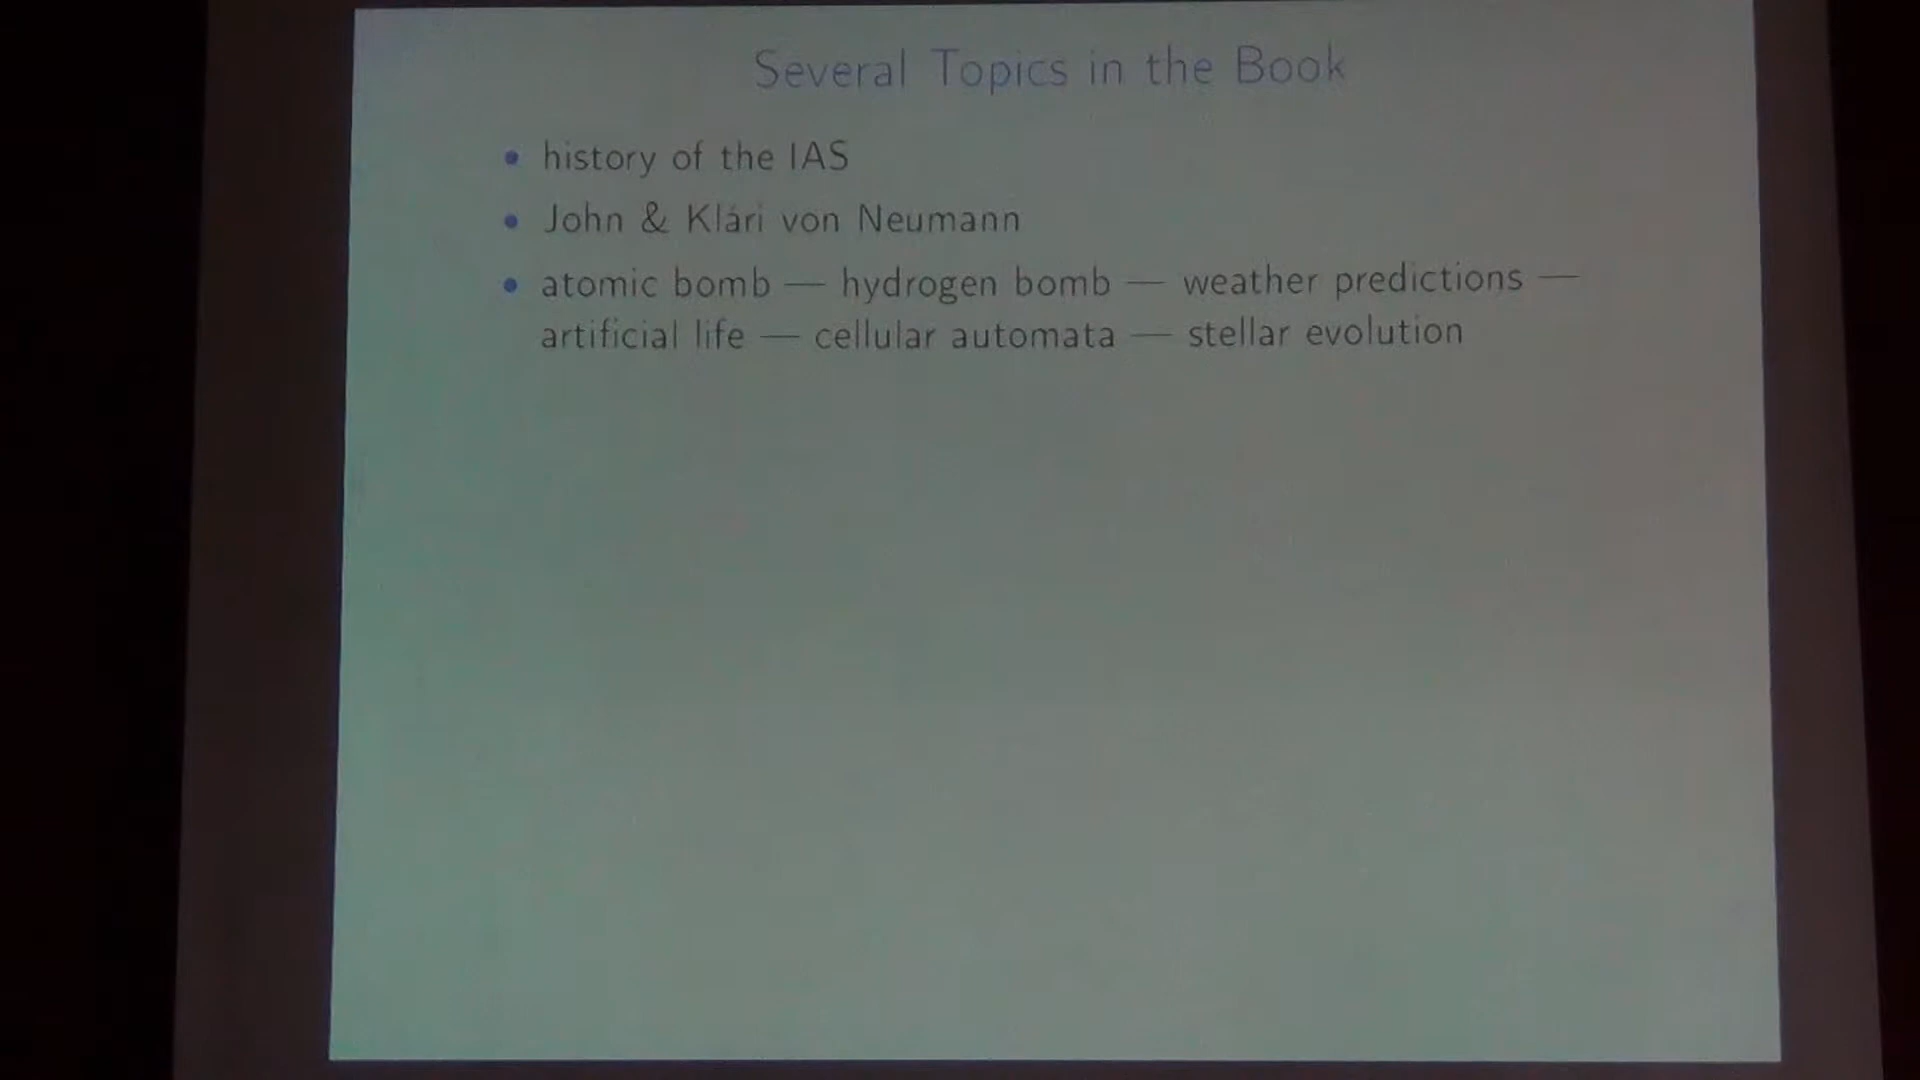 Several Topics in the Book
• history of the IAS
• John & Klári von Neumann
• atomic bomb — hydrogen bomb — weather predictions —
artificial life — cellular automata — stellar evolution